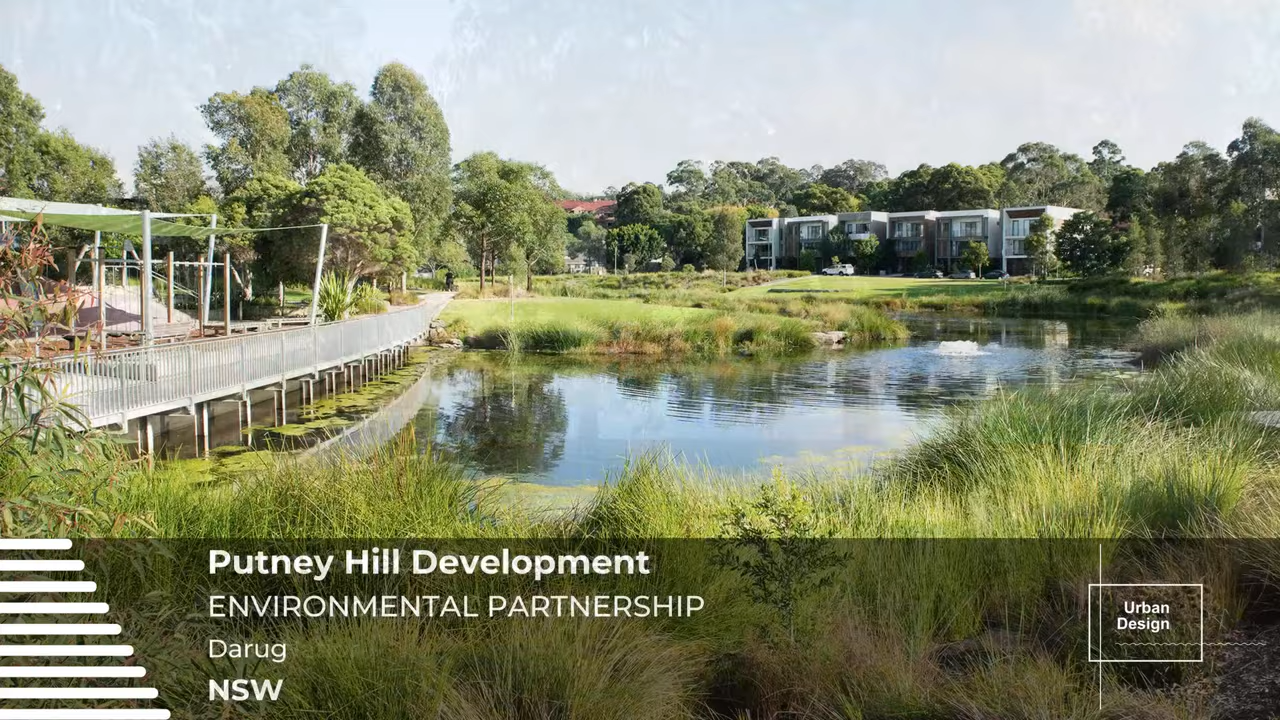 Putney Hill Development
ENVIRONMENTAL PARTNERSHIP
Darug
NSW
Urban
Design